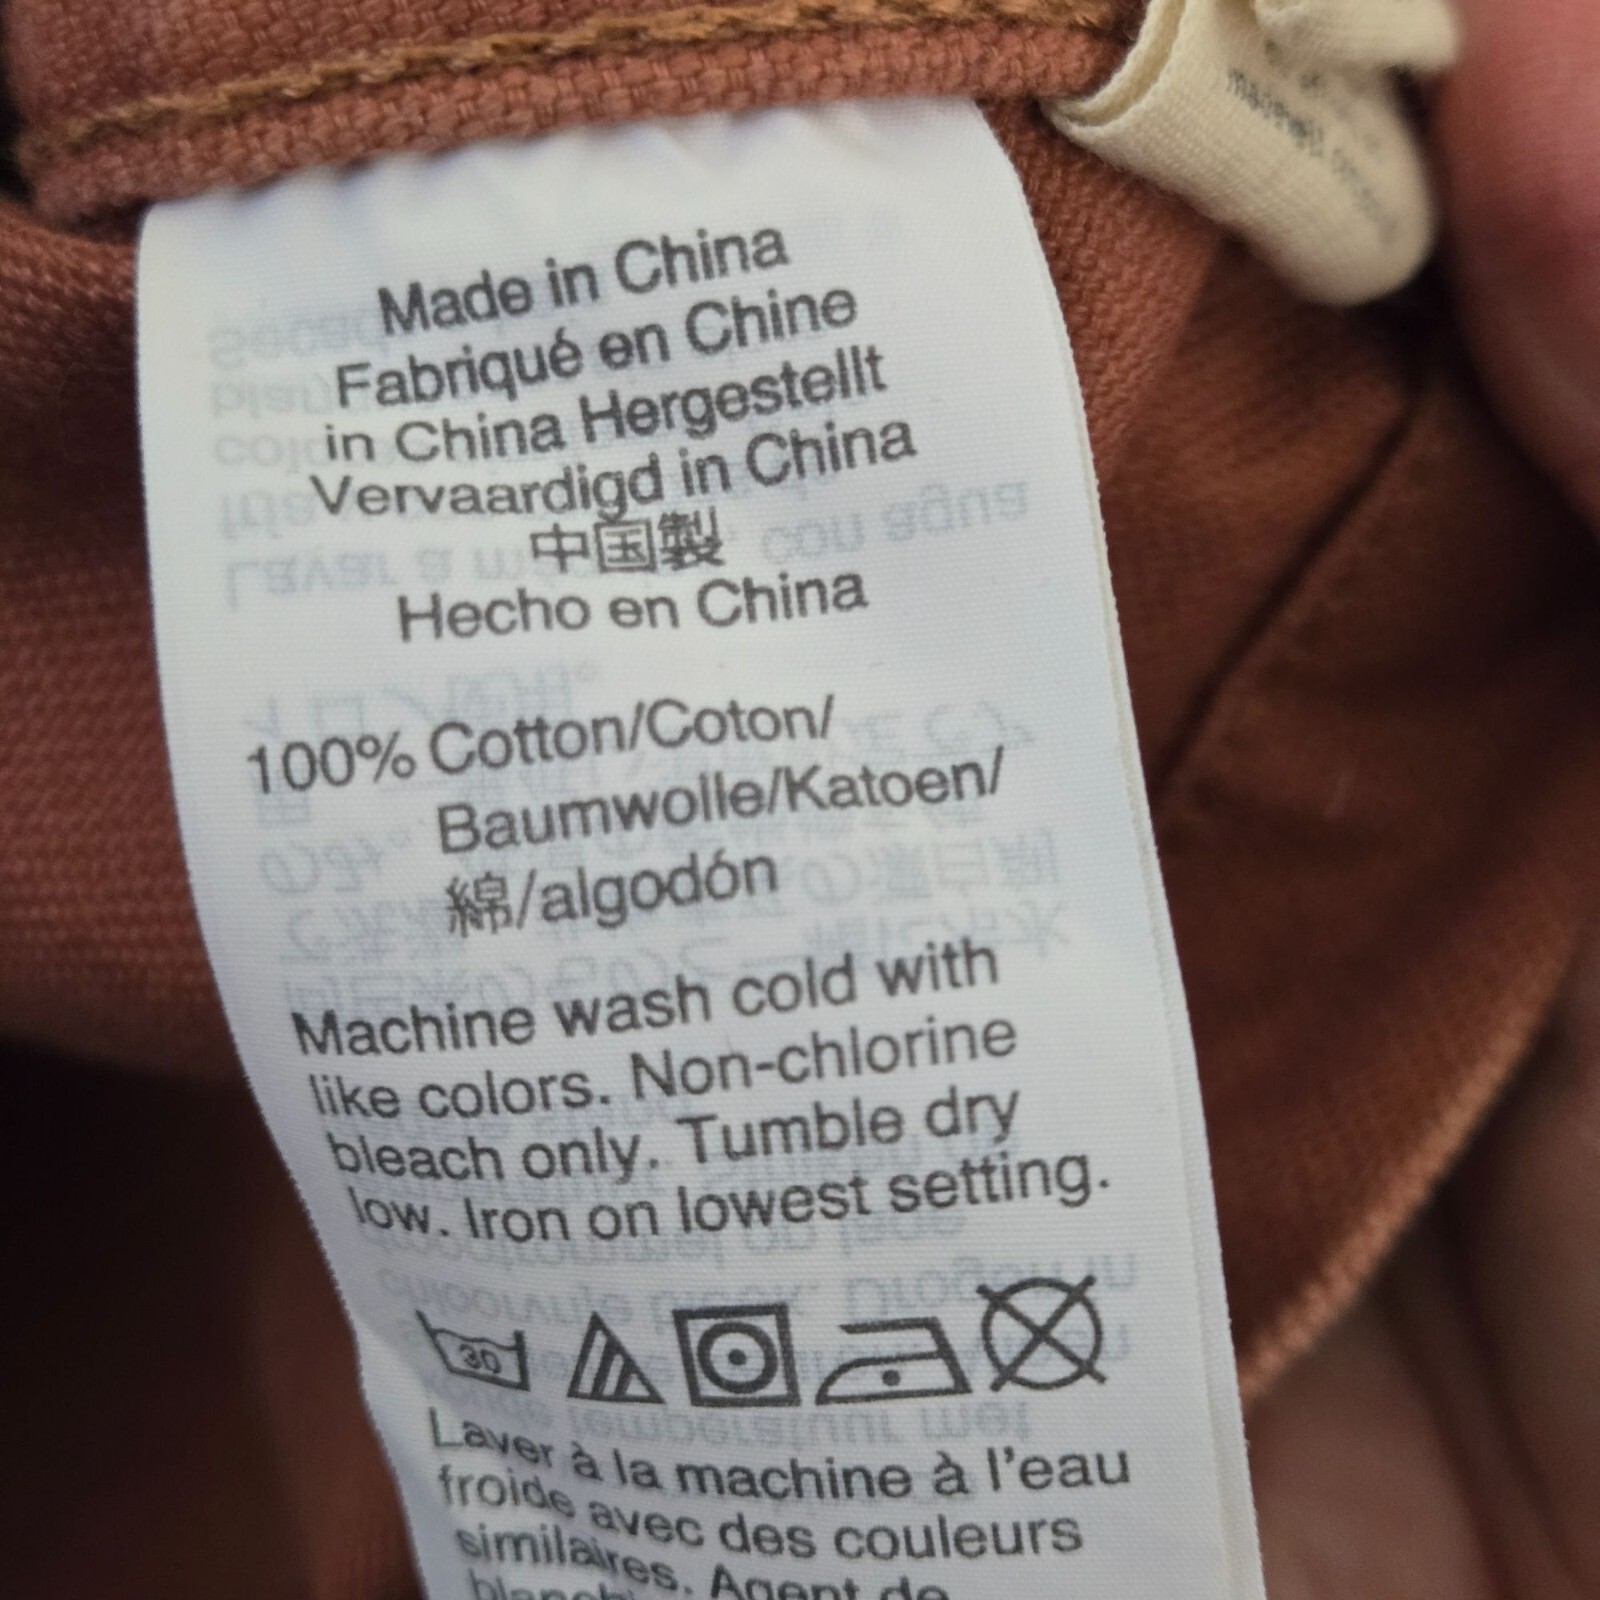 Made in China
Fabriqué en Chine
in China Hergestellt
Vervaardigd in China
中国製
Hecho en China
100% Cotton/Coton/
Baumwolle/Katoen/
綿/algodón
Machine wash cold with
like colors. Non-chlorine
bleach only. Tumble dry
low. Iron on lowest setting.
30
Laver à la machine à l'eau
froide avec des couleurs
similaires. Agent de